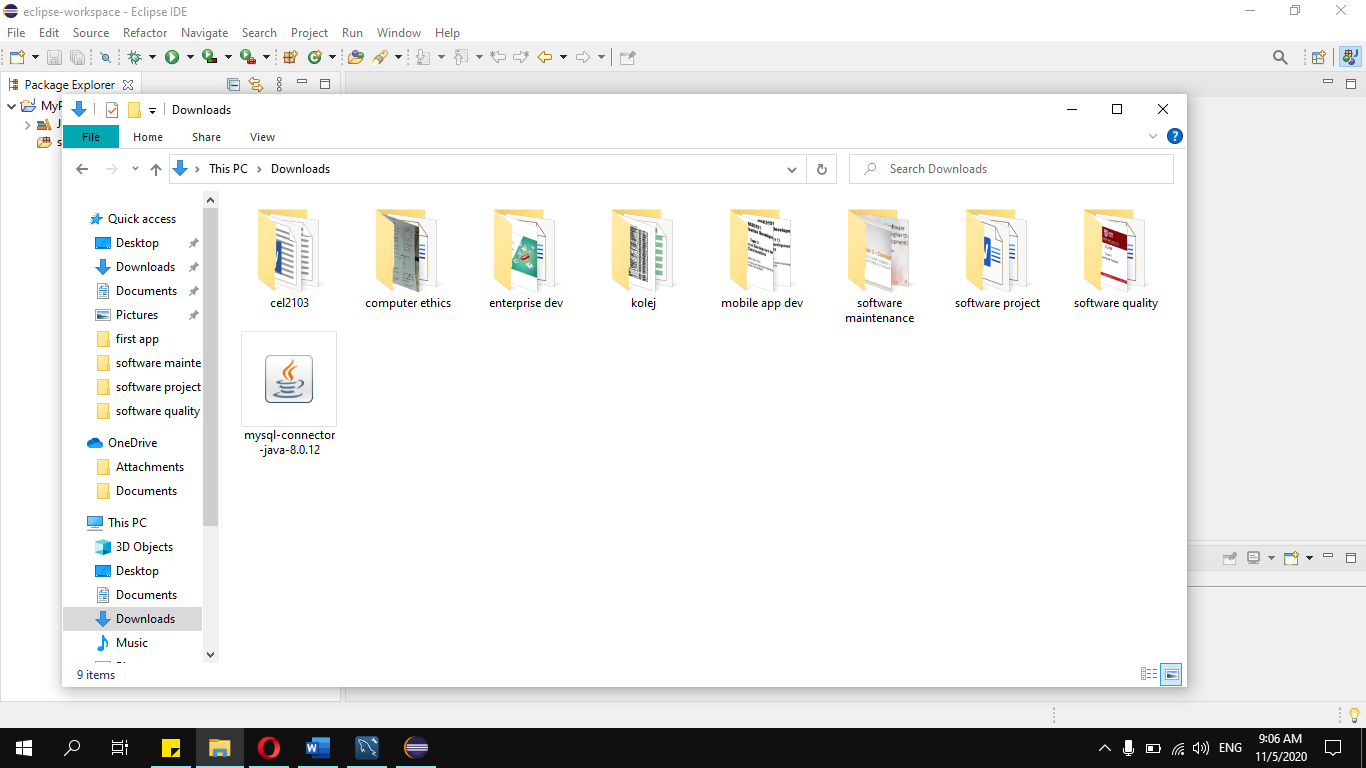 eclipse-workspace - Eclipse IDE
File Edit Source Refactor Navigate Search Project Run Window Help
Package Explorer
Downloads
File Home Share View
This PC Downloads
Search Downloads
Quick access
Desktop
Downloads
Documents
Pictures
first app
software mainte
software project
software quality
OneDrive
Attachments
Documents
This PC
3D Objects
Desktop
Documents
Downloads
Music
cel2103
computer ethics
enterprise dev
kolej
mobile app dev
software
maintenance
software project
software quality
mysql-connector
-java-8.0.12
9 items
ENG
9:06 AM
11/5/2020